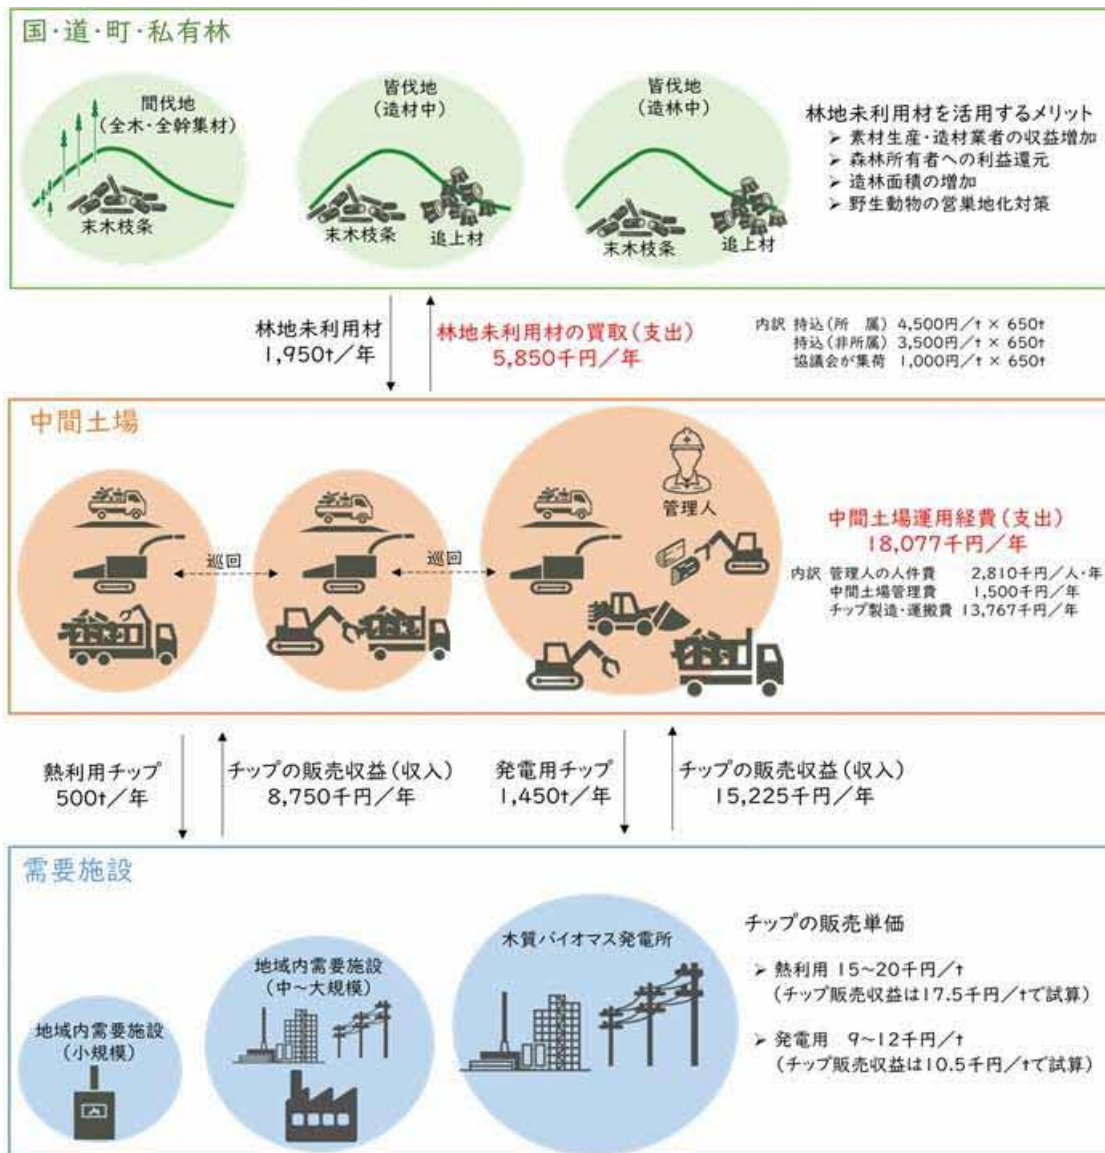 国・道・町・私有林
間伐地
(全木・全幹集材)
末木枝条
皆伐地
(造材中)
末木枝条
追上材
皆伐地
(造林中)
末木枝条
追上材
林地未利用材を活用するメリット
➢ 素材生産・造材業者の収益増加
➢ 森林所有者への利益還元
➢ 造林面積の増加
➢ 野生動物の営巣地化対策
林地未利用材
1,950t/年
林地未利用材の買取(支出)
5,850千円/年
内訳 持込(所 属) 4,500円/t × 650t
持込(非所属) 3,500円/t × 650t
協議会が集荷 1,000円/t × 650t
中間土場
巡回
巡回
管理人
中間土場運用経費(支出)
18,077千円/年
内訳 管理人の人件費 2,810千円/人・年
中間土場管理費 1,500千円/年
チップ製造・運搬費 13,767千円/年
熱利用チップ
500t/年
チップの販売収益(収入)
8,750千円/年
発電用チップ
1,450t/年
チップの販売収益(収入)
15,225千円/年
需要施設
地域内需要施設
(小規模)
地域内需要施設
(中~大規模)
木質バイオマス発電所
チップの販売単価
➢ 熱利用 15~20千円/t
(チップ販売収益は17.5千円/tで試算)
➢ 発電用 9~12千円/t
(チップ販売収益は10.5千円/tで試算)